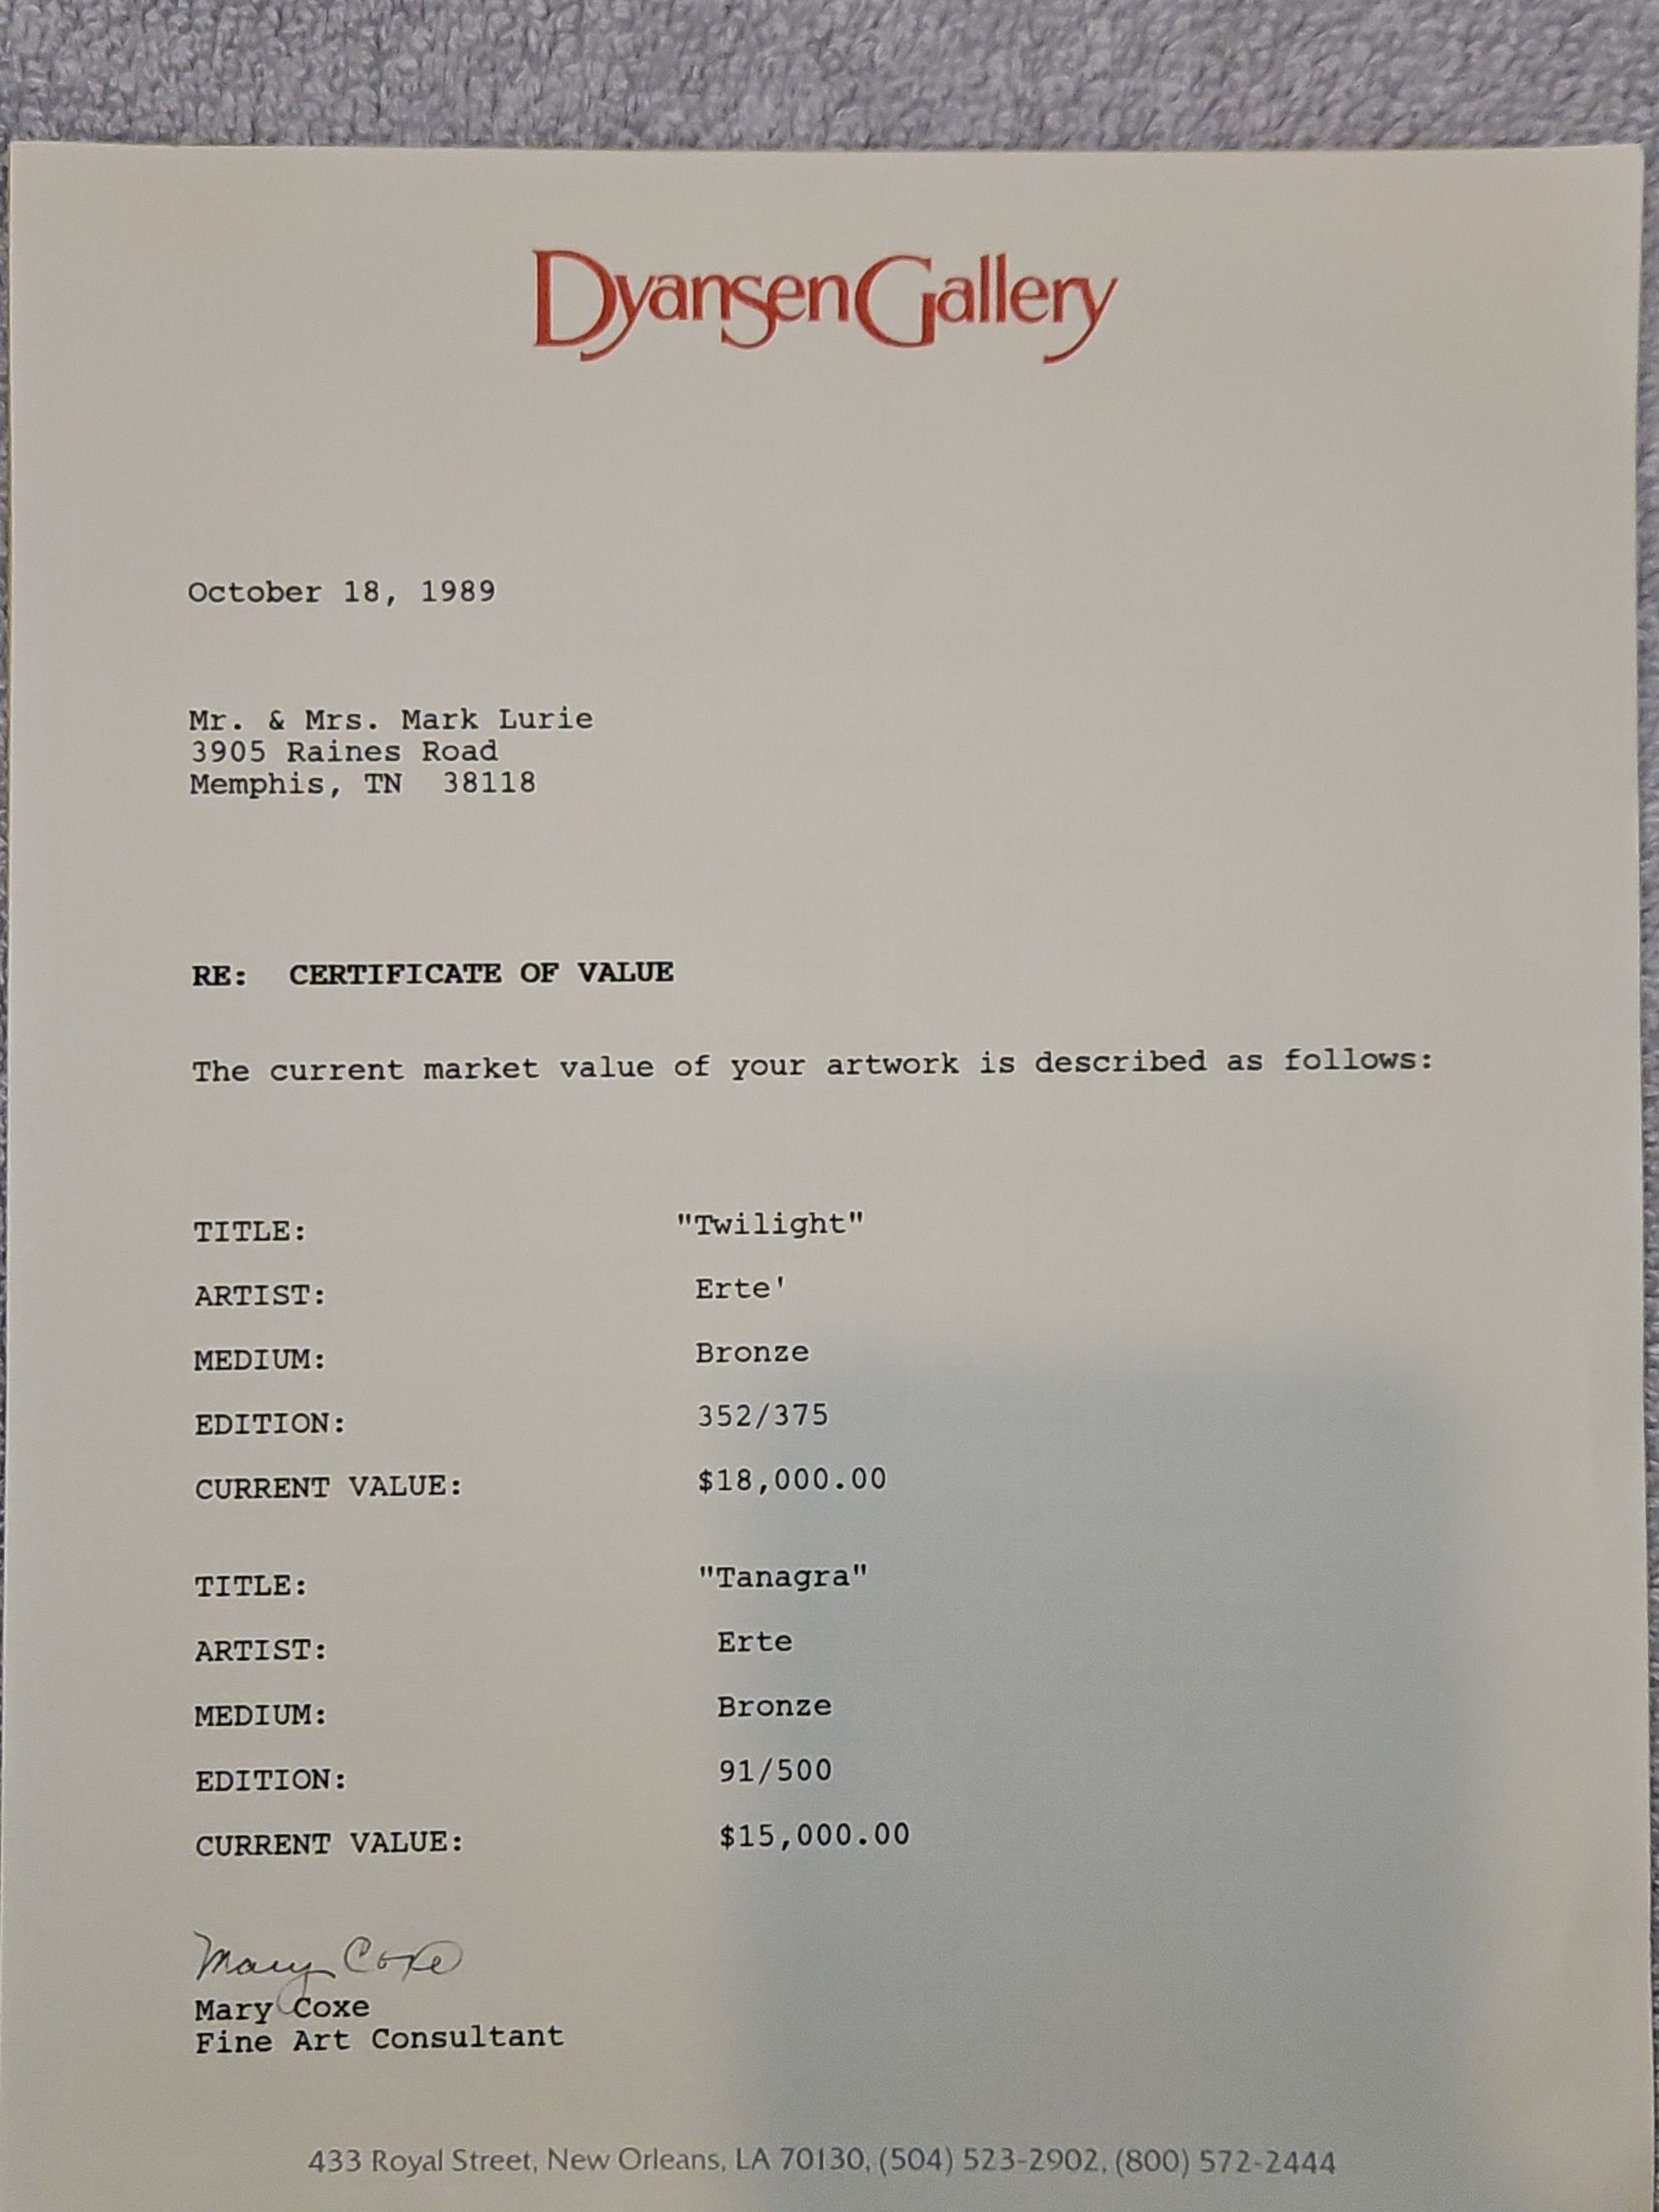 Dyansen Gallery
October 18, 1989
Mr. & Mrs. Mark Lurie
3905 Raines Road
Memphis, TN  38118
RE:  CERTIFICATE OF VALUE
The current market value of your artwork is described as follows:
TITLE: "Twilight"
ARTIST: Erte'
MEDIUM: Bronze
EDITION: 352/375
CURRENT VALUE: $18,000.00
TITLE: "Tanagra"
ARTIST: Erte
MEDIUM: Bronze
EDITION: 91/500
CURRENT VALUE: $15,000.00
Mary Coxe
Mary Coxe
Fine Art Consultant
433 Royal Street, New Orleans, LA 70130, (504) 523-2902, (800) 572-2444